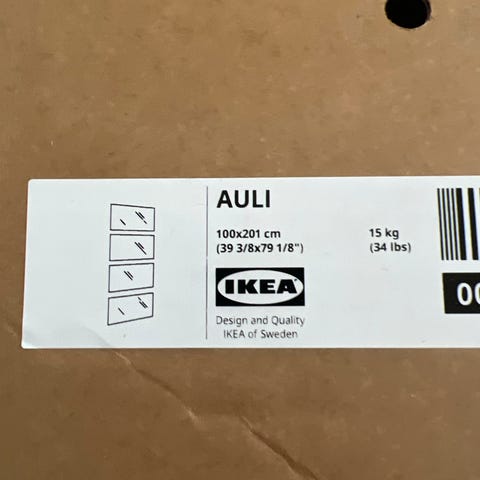 AULI
100x201 cm
(39 3/8x79 1/8")
15 kg
(34 lbs)
IKEA
Design and Quality
IKEA of Sweden